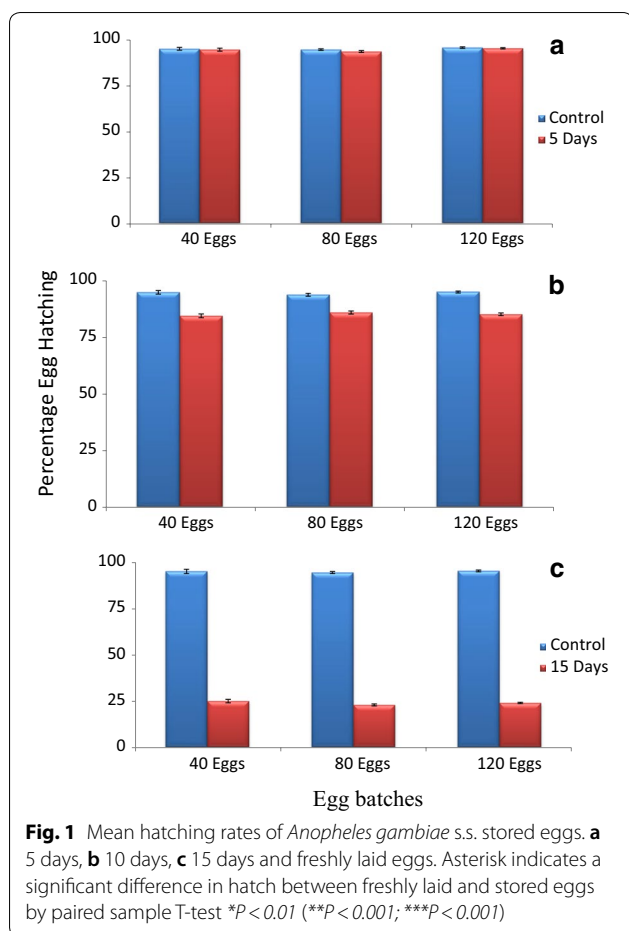 100
75
50
25
0
a
Control
5 Days
40 Eggs
80 Eggs
120 Eggs
Percentage Egg Hatching
100
75
50
25
0
b
40 Eggs
80 Eggs
120 Eggs
100
75
50
25
0
c
Control
15 Days
40 Eggs
80 Eggs
120 Eggs
Egg batches
Fig. 1 Mean hatching rates of Anopheles gambiae s.s. stored eggs. a
5 days, b 10 days, c 15 days and freshly laid eggs. Asterisk indicates a
significant difference in hatch between freshly laid and stored eggs
by paired sample T-test *P < 0.01 (**P < 0.001; ***P < 0.001)